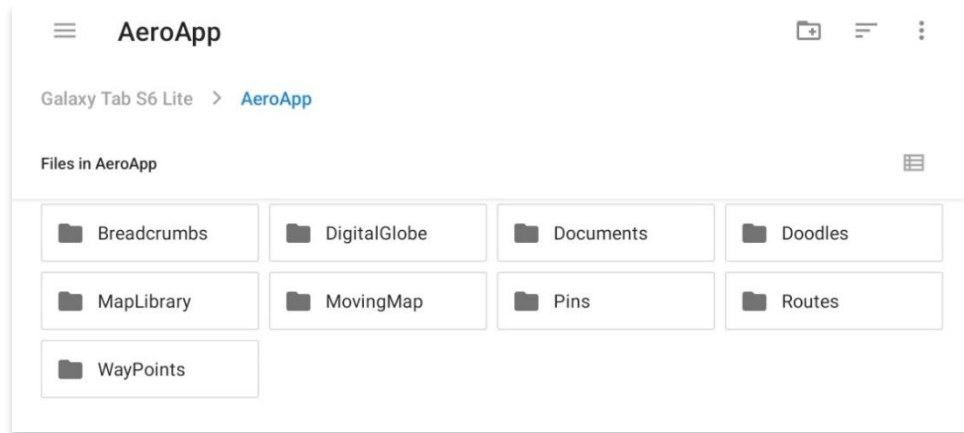 AeroApp
Galaxy Tab S6 Lite > AeroApp
Files in AeroApp
Breadcrumbs DigitalGlobe Documents Doodles
MapLibrary MovingMap Pins Routes
WayPoints